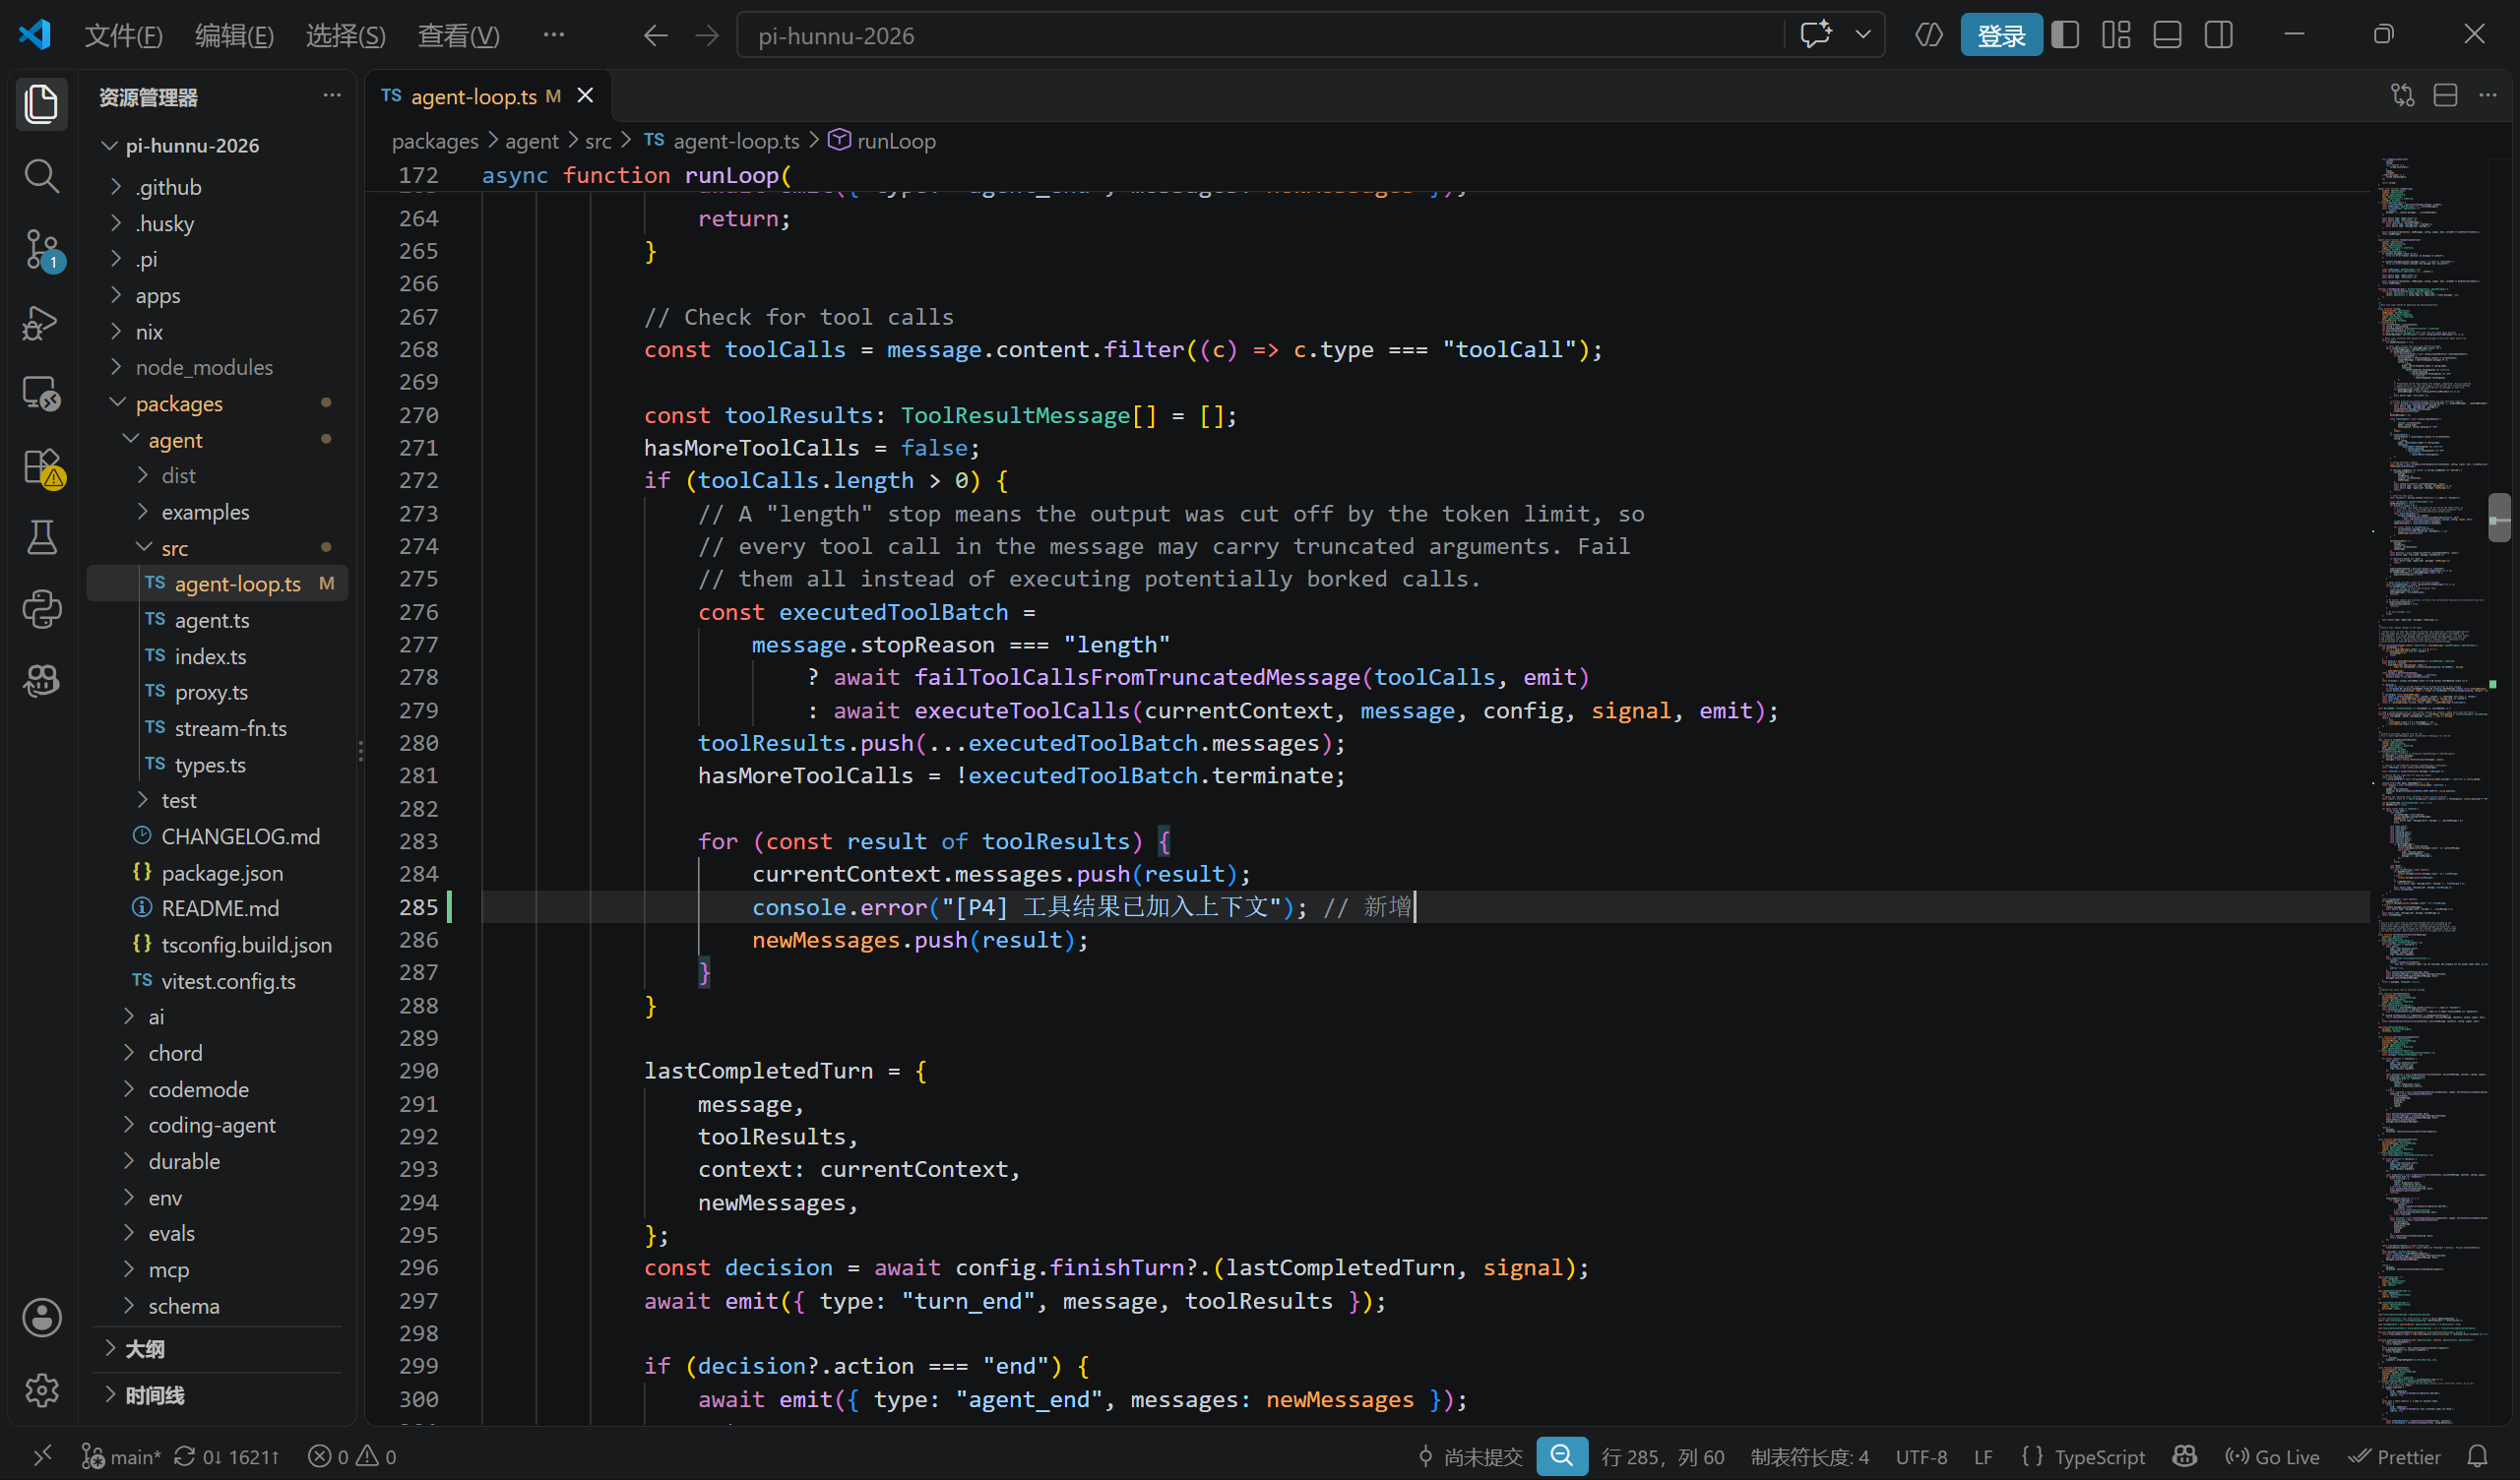 文件(F) 编辑(E) 选择(S) 查看(V) ··· pi-hunnu-2026 登录
资源管理器 ···
pi-hunnu-2026
.github
.husky
.pi
apps
nix
node_modules
packages
agent
dist
examples
src
TS agent-loop.ts M
TS agent.ts
TS index.ts
TS proxy.ts
TS stream-fn.ts
TS types.ts
test
CHANGELOG.md
{} package.json
README.md
{} tsconfig.build.json
TS vitest.config.ts
ai
chord
codemode
coding-agent
durable
env
evals
mcp
schema
大纲
时间线
1
TS agent-loop.ts M
packages > agent > src > TS agent-loop.ts > runLoop
172 async function runLoop(
264 return;
265 }
266
267 // Check for tool calls
268 const toolCalls = message.content.filter((c) => c.type === "toolCall");
269
270 const toolResults: ToolResultMessage[] = [];
271 hasMoreToolCalls = false;
272 if (toolCalls.length > 0) {
273 // A "length" stop means the output was cut off by the token limit, so
274 // every tool call in the message may carry truncated arguments. Fail
275 // them all instead of executing potentially borked calls.
276 const executedToolBatch =
277 message.stopReason === "length"
278 ? await failToolCallsFromTruncatedMessage(toolCalls, emit)
279 : await executeToolCalls(currentContext, message, config, signal, emit);
280 toolResults.push(...executedToolBatch.messages);
281 hasMoreToolCalls = !executedToolBatch.terminate;
282
283 for (const result of toolResults) {
284 currentContext.messages.push(result);
285 console.error("[P4] 工具结果已加入上下文"); // 新增
286 newMessages.push(result);
287 }
288 }
289
290 lastCompletedTurn = {
291 message,
292 toolResults,
293 context: currentContext,
294 newMessages,
295 };
296 const decision = await config.finishTurn?.(lastCompletedTurn, signal);
297 await emit({ type: "turn_end", message, toolResults });
298
299 if (decision?.action === "end") {
300 await emit({ type: "agent_end", messages: newMessages });
main* 0↓ 1621↑ 0 0 尚未提交 行 285，列 60 制表符长度: 4 UTF-8 LF {} TypeScript Go Live Prettier